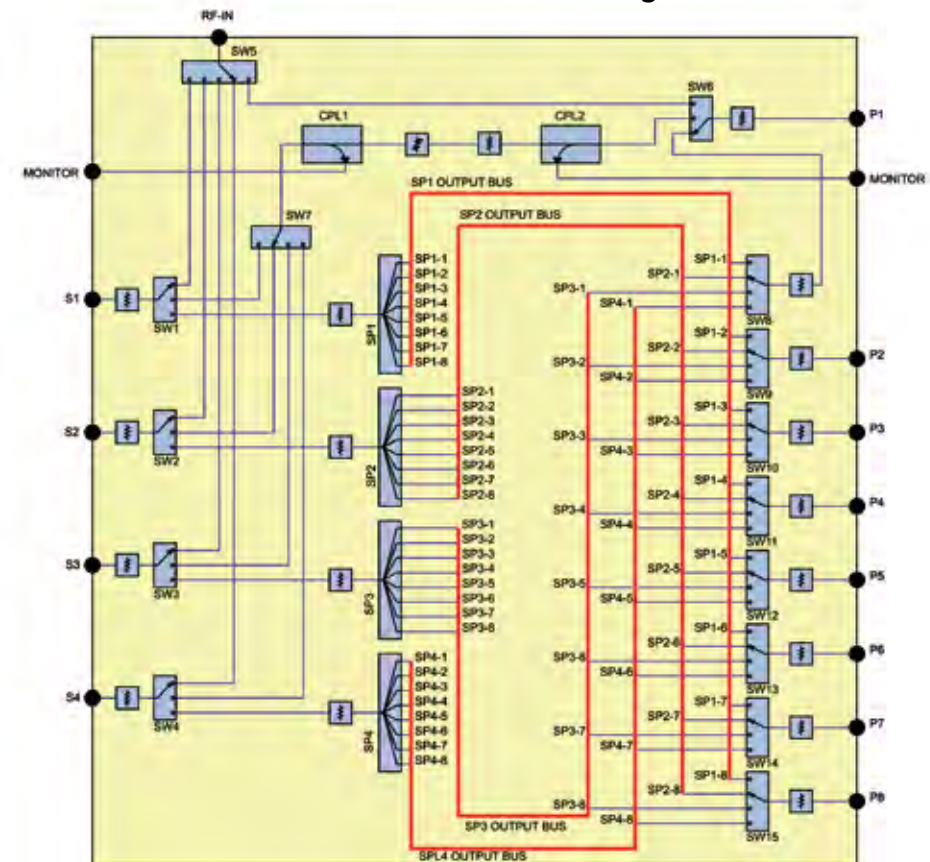 RF-IN
SW5
SW6
CPL1
CPL2
P1
MONITOR
MONITOR
SP1 OUTPUT BUS
SP2 OUTPUT BUS
SW7
SP1-1
SP1-2
SP1-3
SP1-4
SP1-5
SP1-6
SP1-7
SP1-8
SP1
S1
SW1
SP2-1
SP2-2
SP2-3
SP2-4
SP2-5
SP2-6
SP2-7
SP2-8
SP2
S2
SW2
SP3-1
SP3-2
SP3-3
SP3-4
SP3-5
SP3-6
SP3-7
SP3-8
SP3
S3
SW3
SP4-1
SP4-2
SP4-3
SP4-4
SP4-5
SP4-6
SP4-7
SP4-8
SP4
S4
SW4
SP1-1
SP2-1
SP3-1
SP4-1
SW8
SP1-2
SP2-2
SP3-2
SP4-2
SW9
P2
SP1-3
SP2-3
SP3-3
SP4-3
SW10
P3
SP1-4
SP2-4
SP3-4
SP4-4
SW11
P4
SP1-5
SP2-5
SP3-5
SP4-5
SW12
P5
SP1-6
SP2-6
SP3-6
SP4-6
SW13
P6
SP1-7
SP2-7
SP3-7
SP4-7
SW14
P7
SP1-8
SP2-8
SP3-8
SP4-8
SW15
P8
SP3 OUTPUT BUS
SPL4 OUTPUT BUS